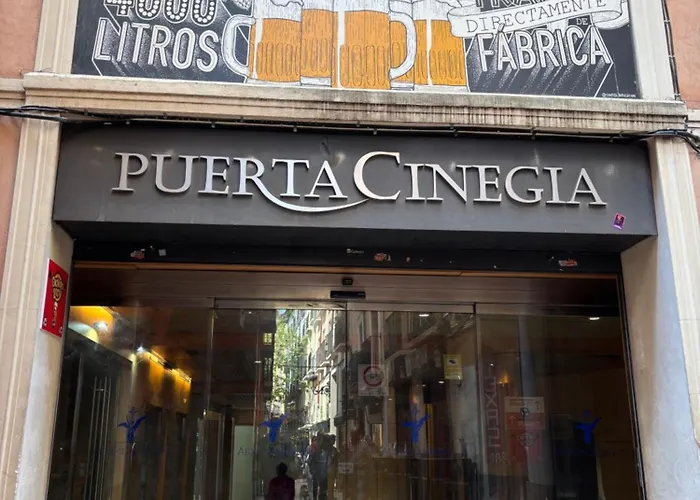 4000
LITROS
DIRECTAMENTE
DE
FÁBRICA
PUERTA CINEGIA